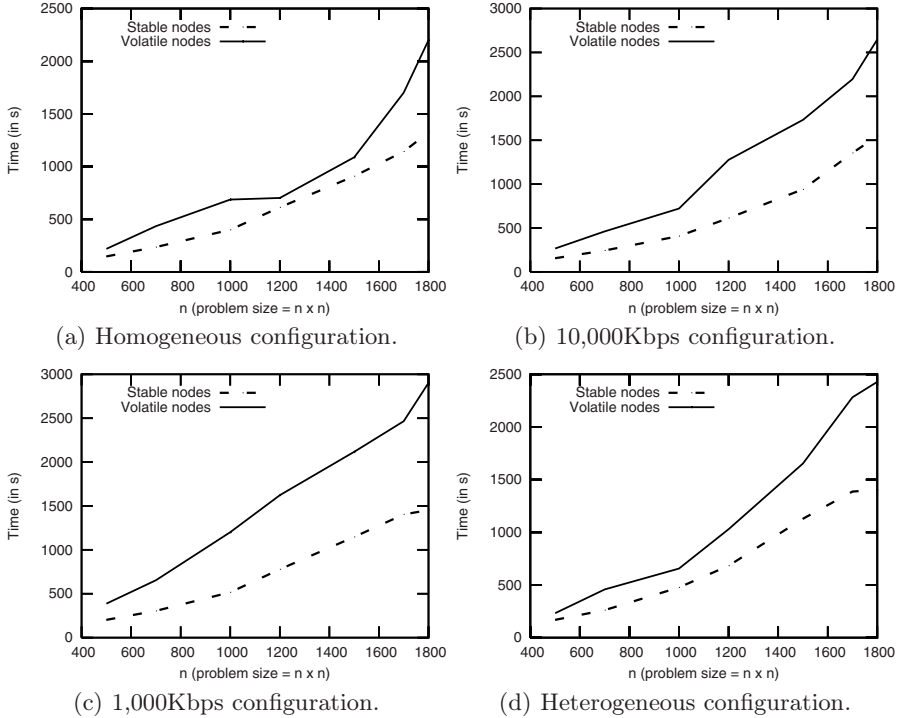 2500
2000
1500
1000
500
0
Time (in s)
Stable nodes
Volatile nodes
400 600 800 1000 1200 1400 1600 1800
n (problem size = n x n)
(a) Homogeneous configuration.
3000
2500
2000
1500
1000
500
0
Time (in s)
Stable nodes
Volatile nodes
400 600 800 1000 1200 1400 1600 1800
n (problem size = n x n)
(b) 10,000Kbps configuration.
3000
2500
2000
1500
1000
500
0
Time (in s)
Stable nodes
Volatile nodes
400 600 800 1000 1200 1400 1600 1800
n (problem size = n x n)
(c) 1,000Kbps configuration.
2500
2000
1500
1000
500
0
Time (in s)
Stable nodes
Volatile nodes
400 600 800 1000 1200 1400 1600 1800
n (problem size = n x n)
(d) Heterogeneous configuration.